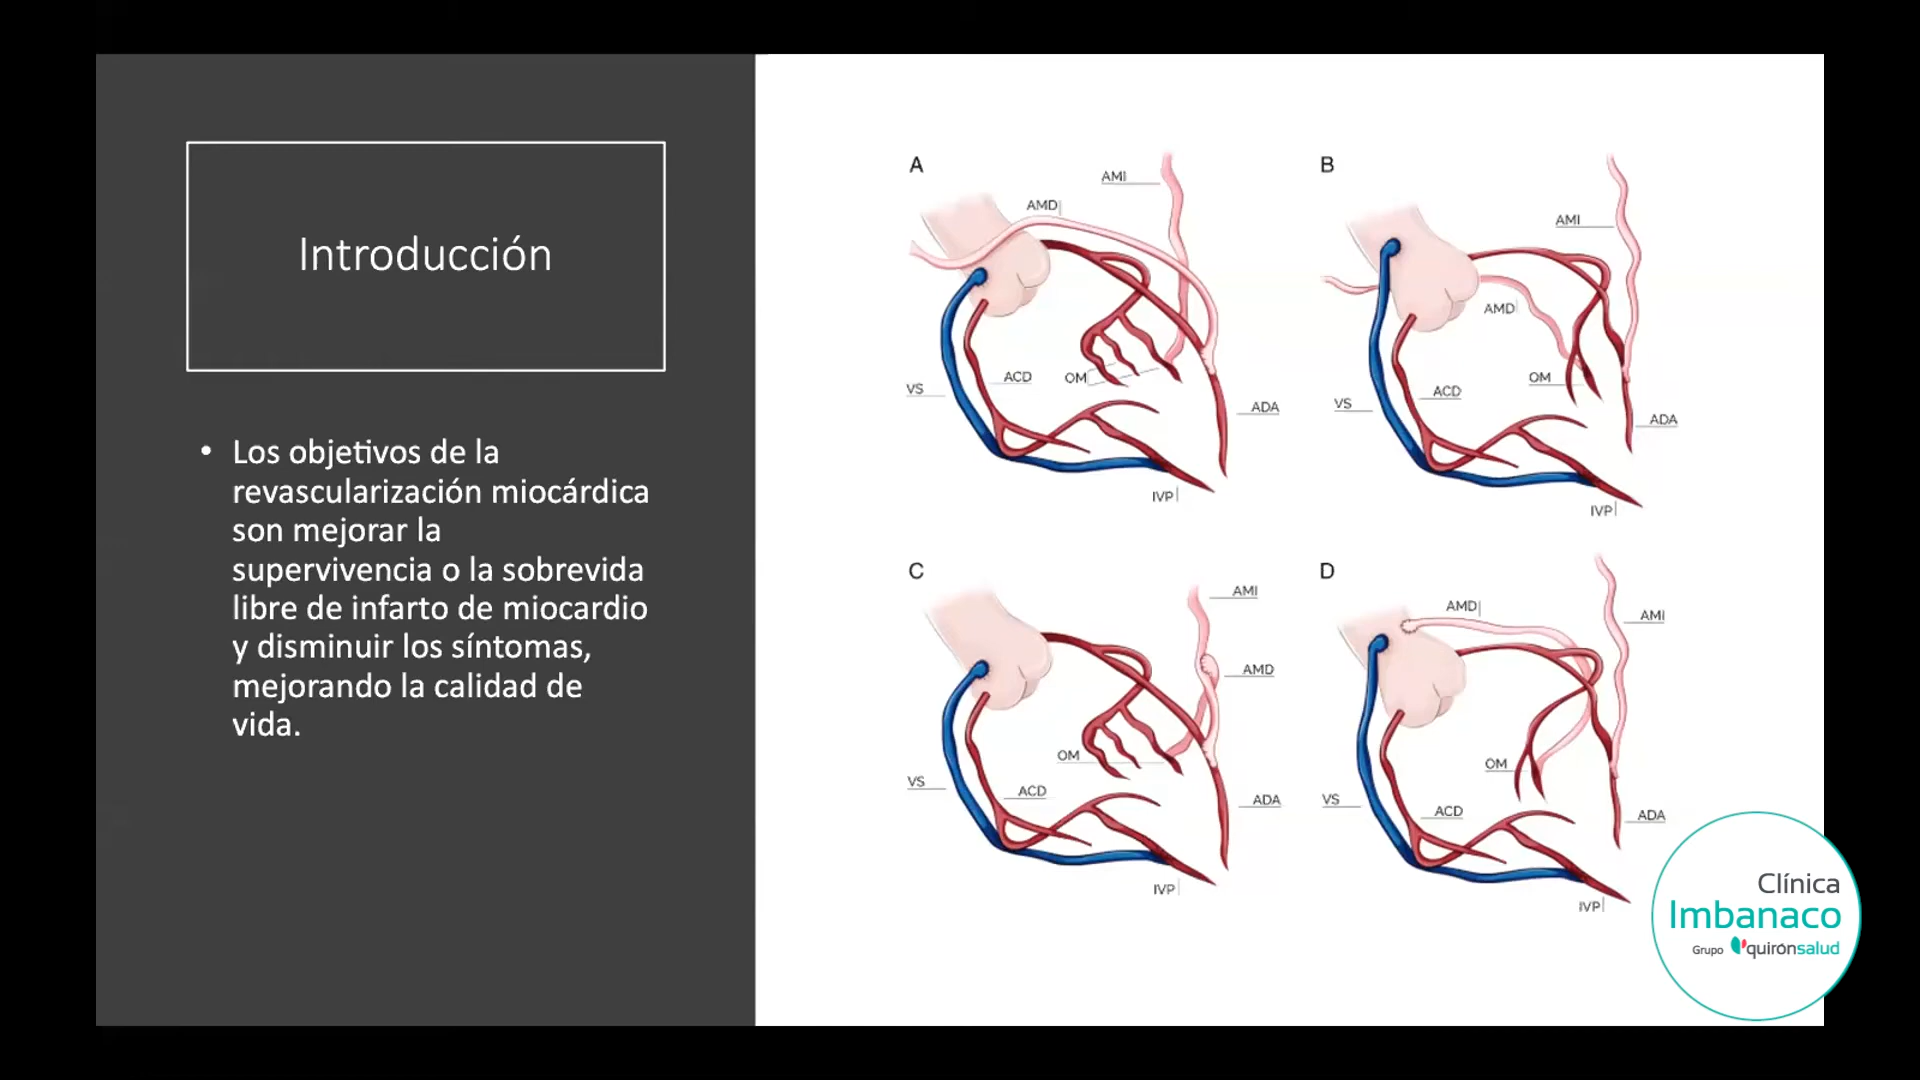 Introducción
• Los objetivos de la
revascularización miocárdica
son mejorar la
supervivencia o la sobrevida
libre de infarto de miocardio
y disminuir los síntomas,
mejorando la calidad de
vida.
A
AMI
AMD
VS
ACD
OM
ADA
IVP
B
AMI
AMD
OM
VS
ACD
ADA
IVP
C
AMI
AMD
OM
VS
ACD
ADA
IVP
D
AMD
AMI
OM
VS
ACD
ADA
IVP
Clínica
Imbanaco
Grupo quirónsalud